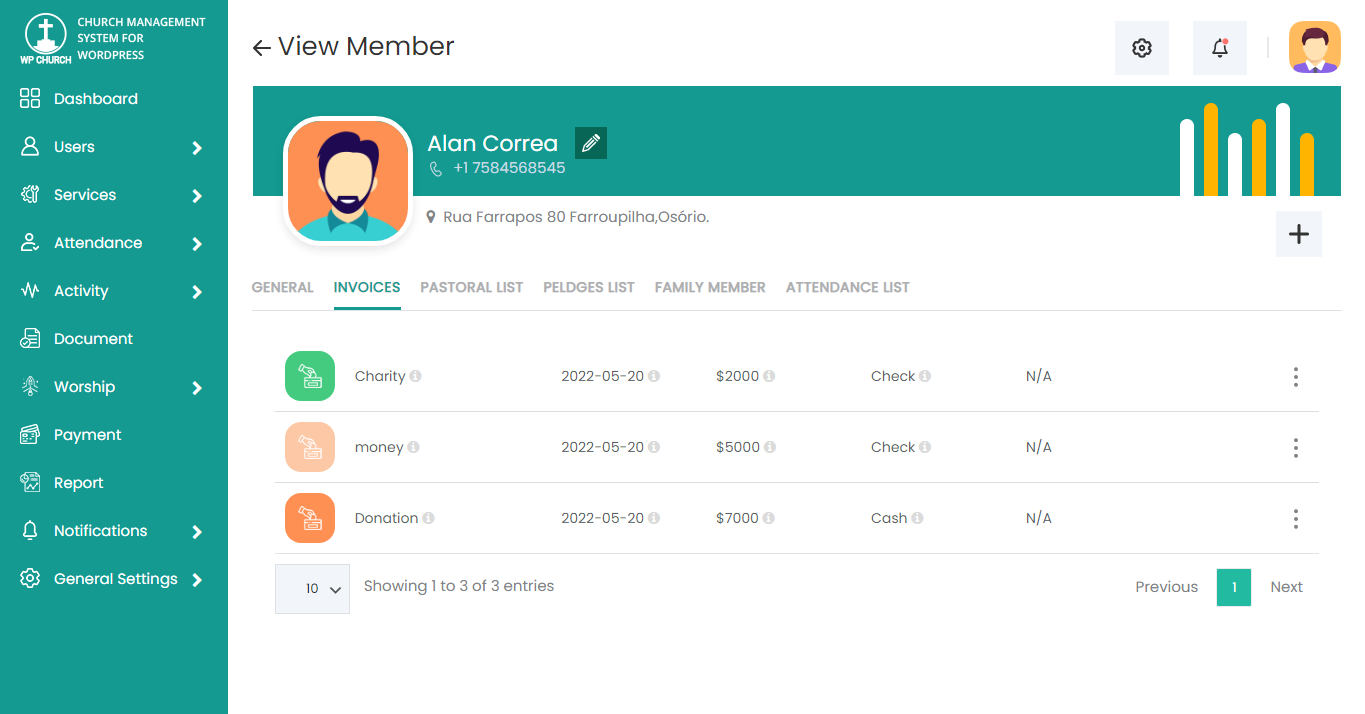 CHURCH MANAGEMENT
SYSTEM FOR
WORDPRESS
WP CHURCH
Dashboard
Users
Services
Attendance
Activity
Document
Worship
Payment
Report
Notifications
General Settings
View Member
Alan Correa
+1 7584568545
Rua Farrapos 80 Farroupilha,Osório.
GENERAL INVOICES PASTORAL LIST PELDGES LIST FAMILY MEMBER ATTENDANCE LIST
Charity 2022-05-20 $2000 Check N/A
money 2022-05-20 $5000 Check N/A
Donation 2022-05-20 $7000 Cash N/A
10 Showing 1 to 3 of 3 entries Previous 1 Next